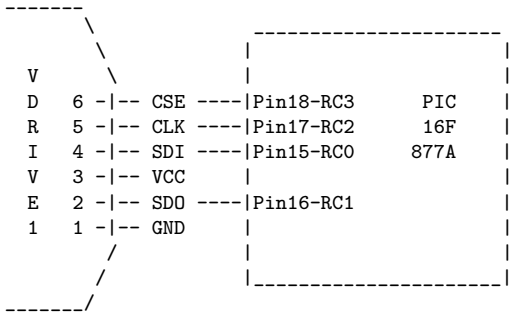 V
D 6 -|-- CSE ----|Pin18-RC3 PIC
R 5 -|-- CLK ----|Pin17-RC2 16F
I 4 -|-- SDI ----|Pin15-RC0 877A
V 3 -|-- VCC
E 2 -|-- SDO ----|Pin16-RC1
1 1 -|-- GND